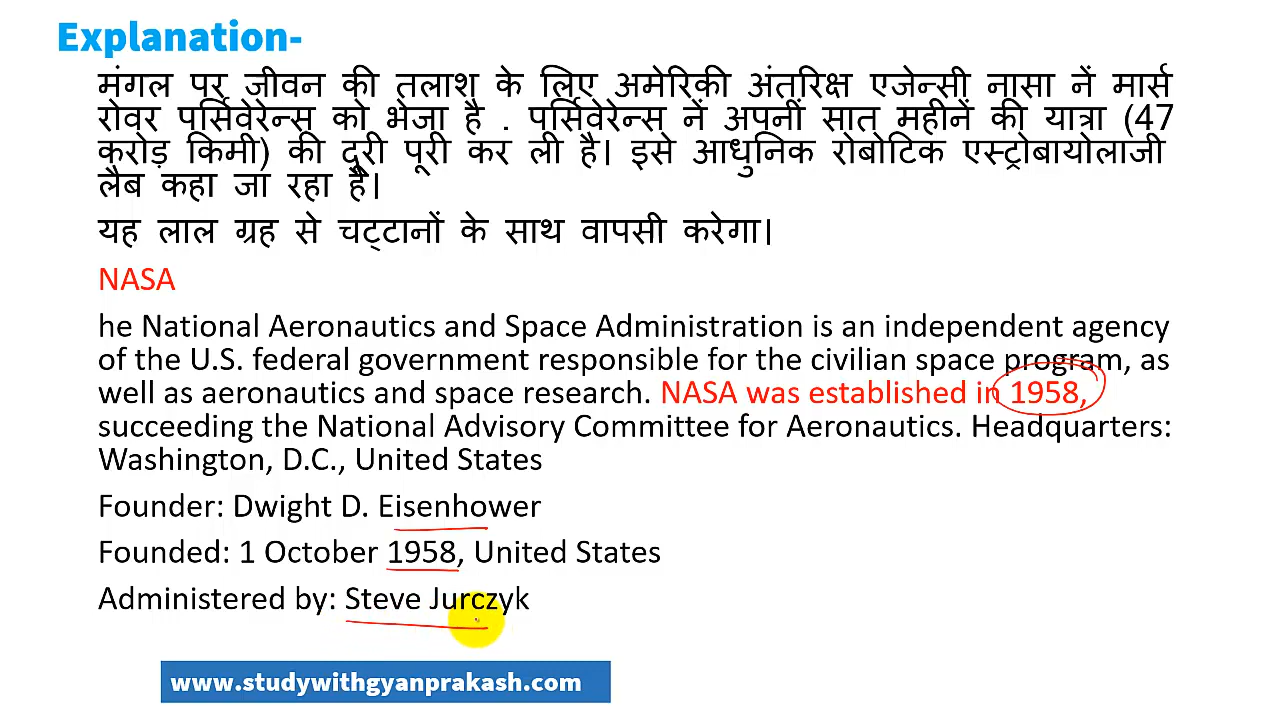 Explanation-
मंगल पर जीवन की तलाश के लिए अमेरिकी अंतरिक्ष एजेन्सी नासा नें मार्स
रोवर पर्सिवेरेन्स को भेजा है . पर्सिवेरेन्स नें अपनीं सात महीनें की यात्रा (47
करोड़ किमी) की दूरी पूरी कर ली है। इसे आधुनिक रोबोटिक एस्ट्रोबायोलाजी
लैब कहा जा रहा है।
यह लाल ग्रह से चट्टानों के साथ वापसी करेगा।
NASA
he National Aeronautics and Space Administration is an independent agency
of the U.S. federal government responsible for the civilian space program, as
well as aeronautics and space research. NASA was established in 1958,
succeeding the National Advisory Committee for Aeronautics. Headquarters:
Washington, D.C., United States
Founder: Dwight D. Eisenhower
Founded: 1 October 1958, United States
Administered by: Steve Jurczyk
www.studywithgyanprakash.com